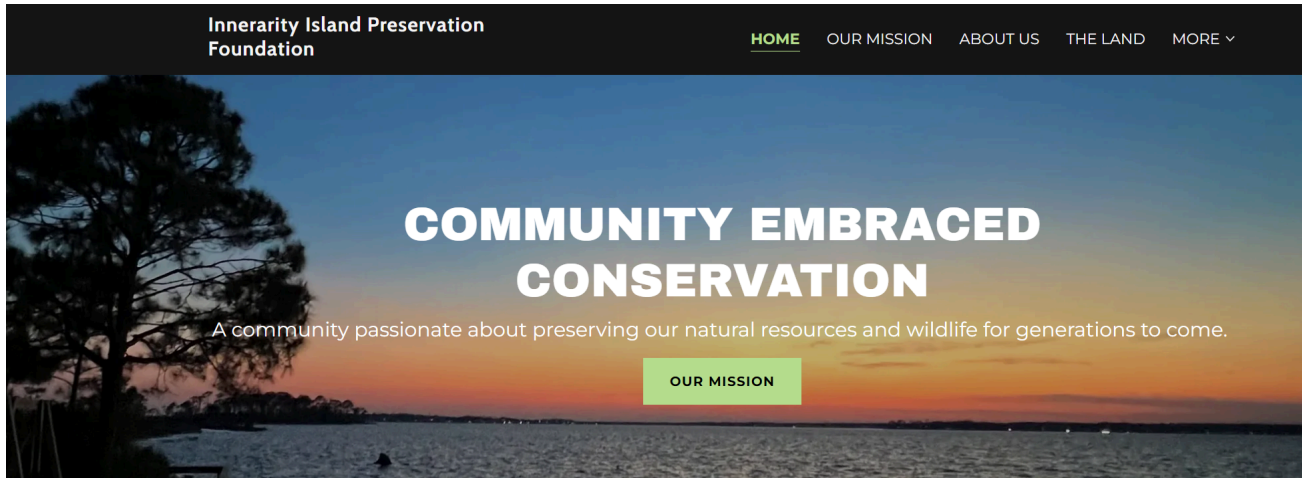 Innerarity Island Preservation
Foundation
HOME OUR MISSION ABOUT US THE LAND MORE
COMMUNITY EMBRACED
CONSERVATION
A community passionate about preserving our natural resources and wildlife for generations to come.
OUR MISSION